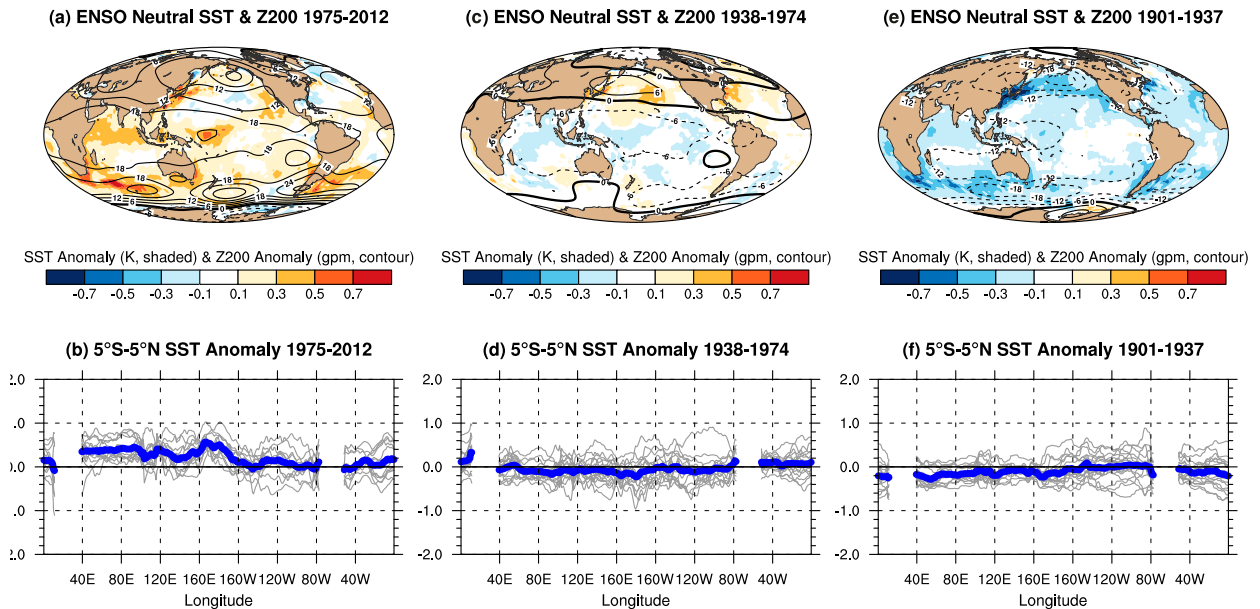 (a) ENSO Neutral SST & Z200 1975-2012
(c) ENSO Neutral SST & Z200 1938-1974
(e) ENSO Neutral SST & Z200 1901-1937
SST Anomaly (K, shaded) & Z200 Anomaly (gpm, contour)
-0.7 -0.5 -0.3 -0.1 0.1 0.3 0.5 0.7
SST Anomaly (K, shaded) & Z200 Anomaly (gpm, contour)
-0.7 -0.5 -0.3 -0.1 0.1 0.3 0.5 0.7
SST Anomaly (K, shaded) & Z200 Anomaly (gpm, contour)
-0.7 -0.5 -0.3 -0.1 0.1 0.3 0.5 0.7
(b) 5°S-5°N SST Anomaly 1975-2012
2.0
1.0
0.0
1.0
2.0
40E 80E 120E 160E 160W 120W 80W 40W
Longitude
(d) 5°S-5°N SST Anomaly 1938-1974
2.0
1.0
0.0
-1.0
-2.0
40E 80E 120E 160E 160W 120W 80W 40W
Longitude
(f) 5°S-5°N SST Anomaly 1901-1937
2.0
1.0
0.0
-1.0
-2.0
40E 80E 120E 160E 160W 120W 80W 40W
Longitude